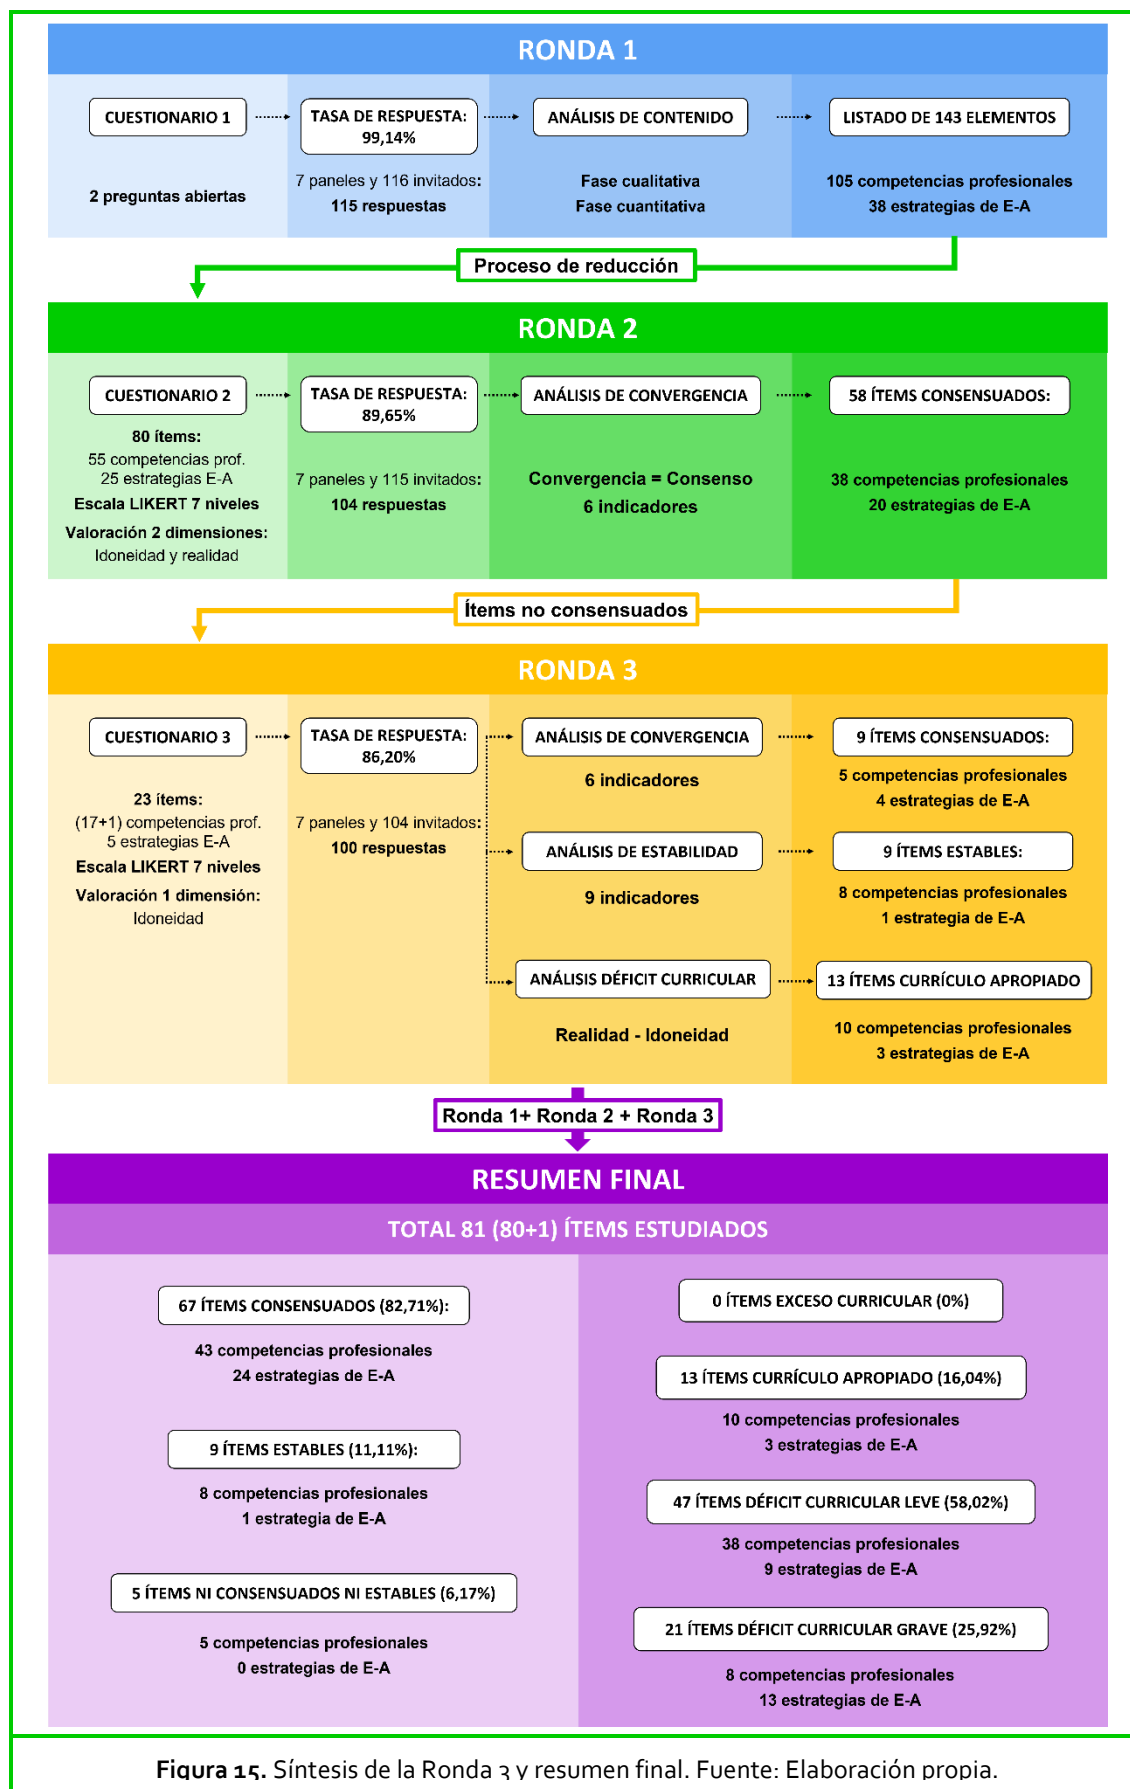 RONDA 1
CUESTIONARIO 1
2 preguntas abiertas
TASA DE RESPUESTA:
99,14%
7 paneles y 116 invitados:
115 respuestas
ANÁLISIS DE CONTENIDO
Fase cualitativa
Fase cuantitativa
LISTADO DE 143 ELEMENTOS
105 competencias profesionales
38 estrategias de E-A
Proceso de reducción
RONDA 2
CUESTIONARIO 2
80 ítems:
55 competencias prof.
25 estrategias E-A
Escala LIKERT 7 niveles
Valoración 2 dimensiones:
Idoneidad y realidad
TASA DE RESPUESTA:
89,65%
7 paneles y 115 invitados:
104 respuestas
ANÁLISIS DE CONVERGENCIA
Convergencia = Consenso
6 indicadores
58 ÍTEMS CONSENSUADOS:
38 competencias profesionales
20 estrategias de E-A
Ítems no consensuados
RONDA 3
CUESTIONARIO 3
23 ítems:
(17+1) competencias prof.
5 estrategias E-A
Escala LIKERT 7 niveles
Valoración 1 dimensión:
Idoneidad
TASA DE RESPUESTA:
86,20%
7 paneles y 104 invitados:
100 respuestas
ANÁLISIS DE CONVERGENCIA
6 indicadores
9 ÍTEMS CONSENSUADOS:
5 competencias profesionales
4 estrategias de E-A
ANÁLISIS DE ESTABILIDAD
9 indicadores
9 ÍTEMS ESTABLES:
8 competencias profesionales
1 estrategia de E-A
ANÁLISIS DÉFICIT CURRICULAR
Realidad - Idoneidad
13 ÍTEMS CURRÍCULO APROPIADO
10 competencias profesionales
3 estrategias de E-A
Ronda 1+ Ronda 2 + Ronda 3
RESUMEN FINAL
TOTAL 81 (80+1) ÍTEMS ESTUDIADOS
67 ÍTEMS CONSENSUADOS (82,71%):
43 competencias profesionales
24 estrategias de E-A
9 ÍTEMS ESTABLES (11,11%):
8 competencias profesionales
1 estrategia de E-A
5 ÍTEMS NI CONSENSUADOS NI ESTABLES (6,17%)
5 competencias profesionales
0 estrategias de E-A
0 ÍTEMS EXCESO CURRICULAR (0%)
13 ÍTEMS CURRÍCULO APROPIADO (16,04%)
10 competencias profesionales
3 estrategias de E-A
47 ÍTEMS DÉFICIT CURRICULAR LEVE (58,02%)
38 competencias profesionales
9 estrategias de E-A
21 ÍTEMS DÉFICIT CURRICULAR GRAVE (25,92%)
8 competencias profesionales
13 estrategias de E-A
Figura 15. Síntesis de la Ronda 3 y resumen final. Fuente: Elaboración propia.